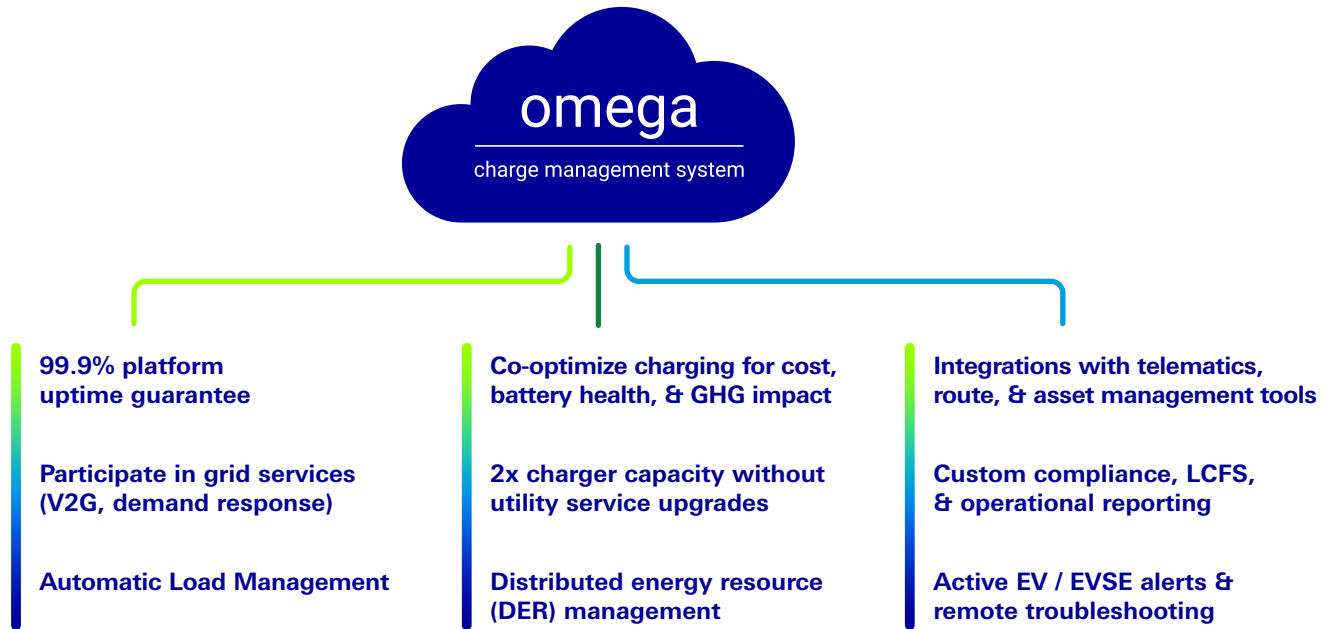 omega
charge management system
99.9% platform
uptime guarantee
Participate in grid services
(V2G, demand response)
Automatic Load Management
Co-optimize charging for cost,
battery health, & GHG impact
2x charger capacity without
utility service upgrades
Distributed energy resource
(DER) management
Integrations with telematics,
route, & asset management tools
Custom compliance, LCFS,
& operational reporting
Active EV / EVSE alerts &
remote troubleshooting